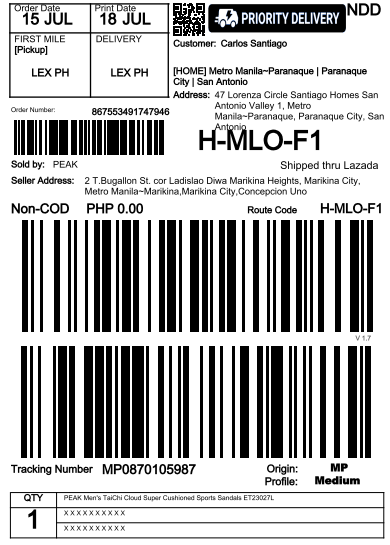 Order Date
15 JUL
Print Date
18 JUL
PRIORITY DELIVERY
NDD
FIRST MILE
[Pickup]
DELIVERY
LEX PH
LEX PH
Customer: Carlos Santiago
[HOME] Metro Manila~Paranaque | Paranaque
City | San Antonio
Address: 47 Lorenza Circle Santiago Homes San
Antonio Valley 1, Metro
Manila~Paranaque, Paranaque City, San
Antonio
Order Number: 867553491747946
H-MLO-F1
Sold by: PEAK
Shipped thru Lazada
Seller Address: 2 T.Bugallon St. cor Ladislao Diwa Marikina Heights, Marikina City,
Metro Manila~Marikina,Marikina City,Concepcion Uno
Non-COD PHP 0.00 Route Code H-MLO-F1
V 1.7
Tracking Number MP0870105987
Origin: MP
Profile: Medium
QTY
1
PEAK Men's TaiChi Cloud Super Cushioned Sports Sandals ET23027L
X X X X X X X X X X
X X X X X X X X X X